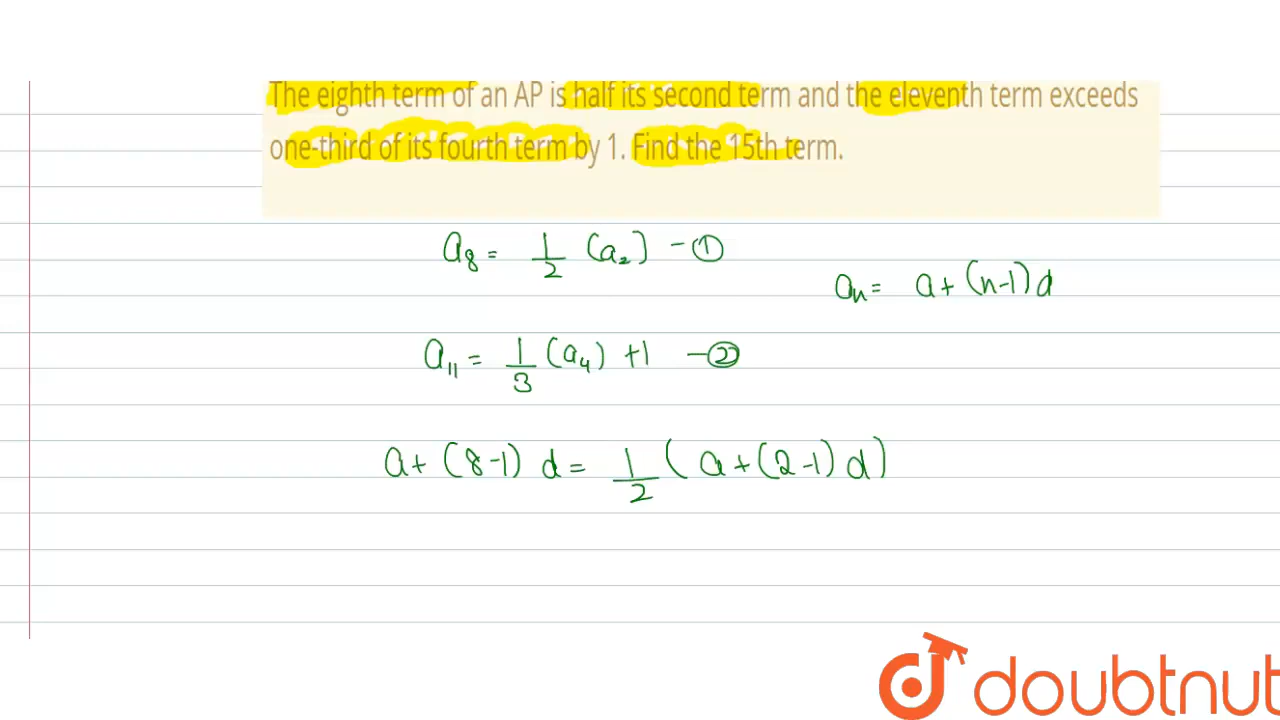 The eighth term of an AP is half its second term and the eleventh term exceeds
one-third of its fourth term by 1. Find the 15th term.
a₈ = 1/2 (a₂) - ①
aₙ = a + (n-1) d
a₁₁ = 1/3 (a₄) + 1 - ②
a + (8-1) d = 1/2 (a + (2-1) d)
doubtnut